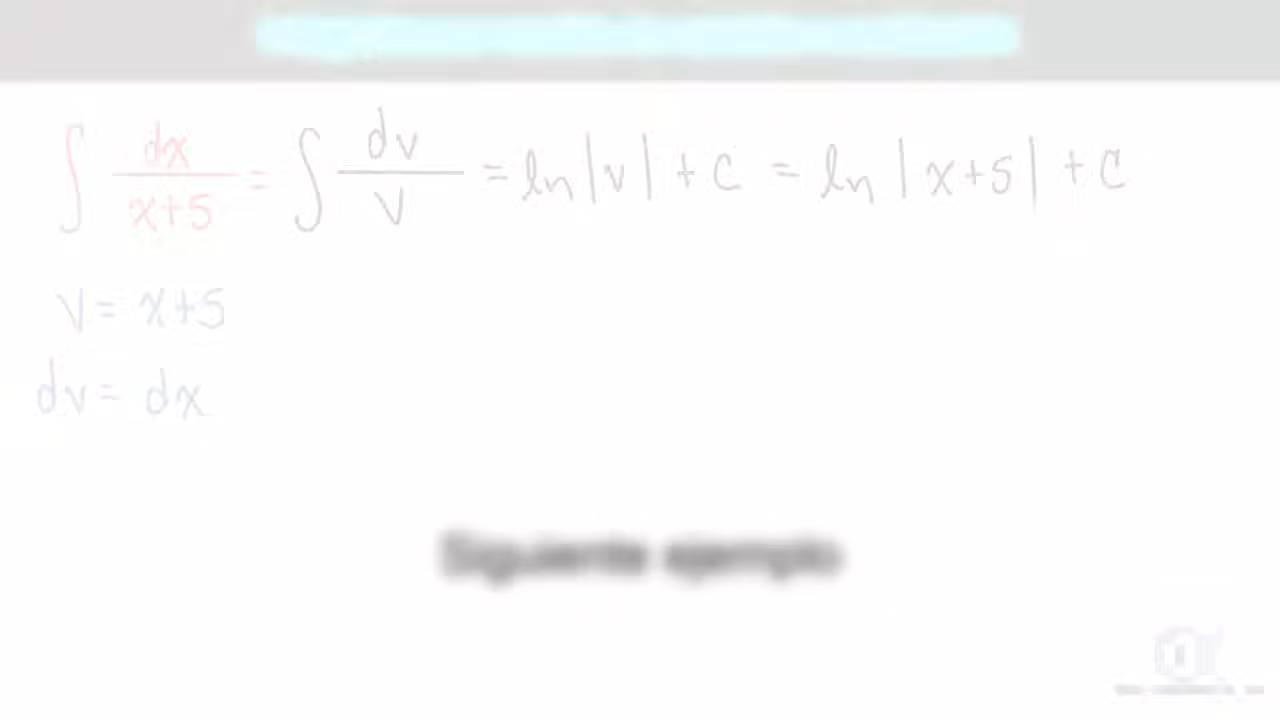 ∫ dx/(x+5) = ∫ dv/v = ln|v| + C = ln|x+5| + C
v = x+5
dv = dx
Siguiente ejemplo